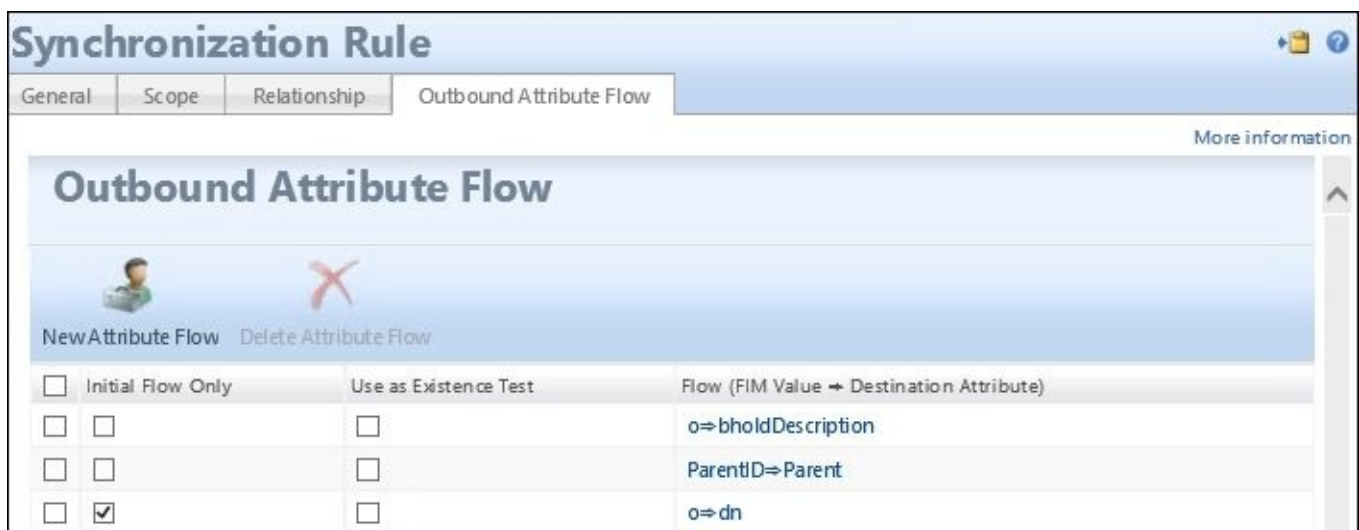 Synchronization Rule
General Scope Relationship Outbound Attribute Flow
More information
Outbound Attribute Flow
New Attribute Flow Delete Attribute Flow
Initial Flow Only Use as Existence Test Flow (FIM Value → Destination Attribute)
o⇒bholdDescription
ParentID⇒Parent
o⇒dn